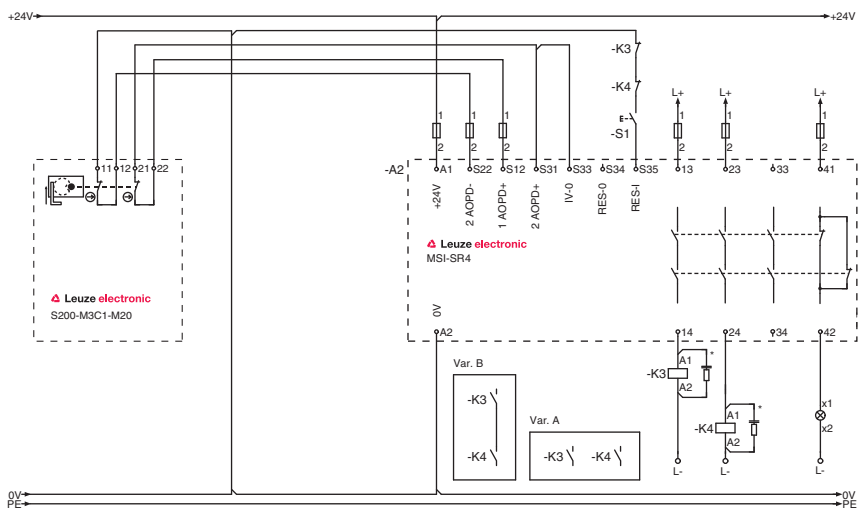 +24V +24V
-K3
-K4
L+ L+ L+
E-
-S1
1 1 1 1 1 1
2 2 2 2 2 2
11 12 21 22
-A2 A1 S22 S12 S31 S33 S34 S35 13 23 33 41
+24V 2 AOPD- 1 AOPD+ 2 AOPD+ IV-0 RES-0 RES-I
Leuze electronic
MSI-SR4
Leuze electronic
S200-M3C1-M20
0V
A2 14 24 34 42
Var. B
-K3
-K4
Var. A
-K3 -K4
A1 *
-K3
A2
A1 *
-K4
A2
x1
x2
L- L- L-
0V 0V
PE PE